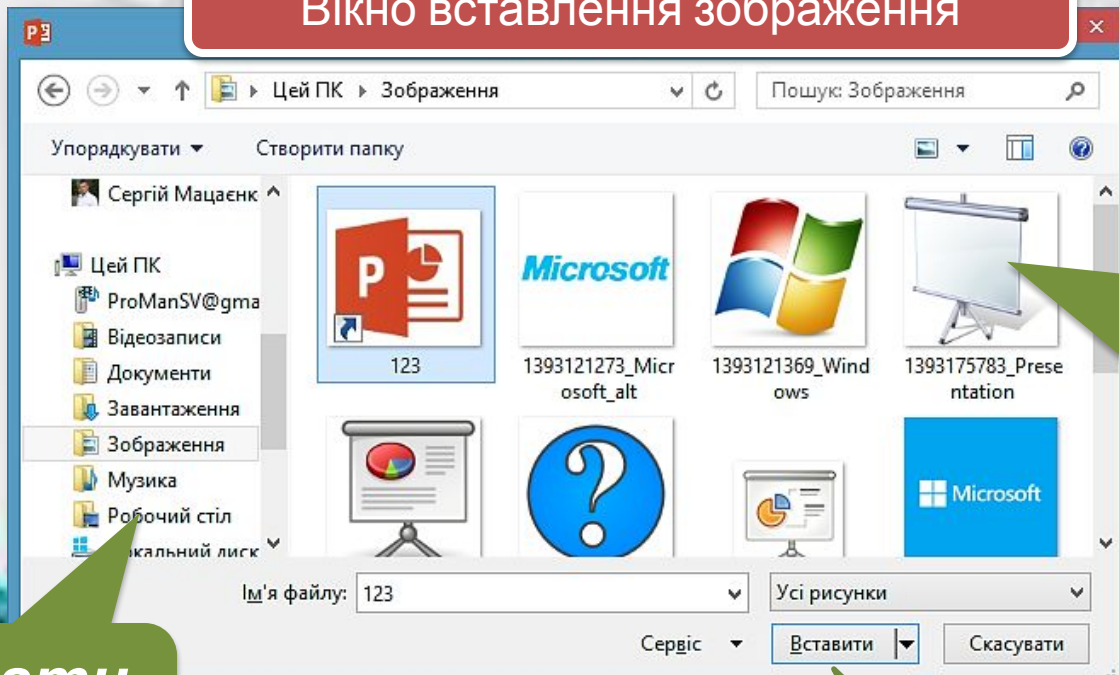 Вікно вставлення зображення
Цей ПК
Зображення
Пошук: Зображення
Упорядкувати
Створити папку
Сергій Мацаєнк
Цей ПК
ProManSV@gma
Відеозаписи
Документи
Завантаження
Зображення
Музика
Робочий стіл
диск
P
123
Microsoft
1393121273_Micr
osoft_alt
1393121369_Wind
ows
1393175783_Prese
ntation
?
Microsoft
Ім'я файлу:
123
Усі рисунки
Сервіс
Вставити
Скасувати